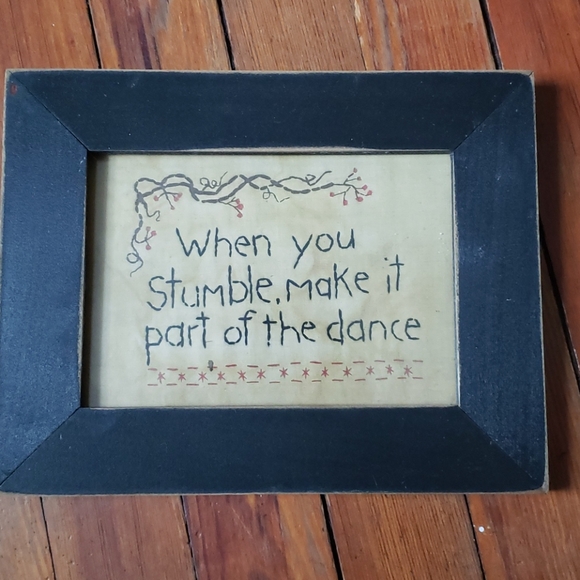 When you
Stumble, make it
part of the dance